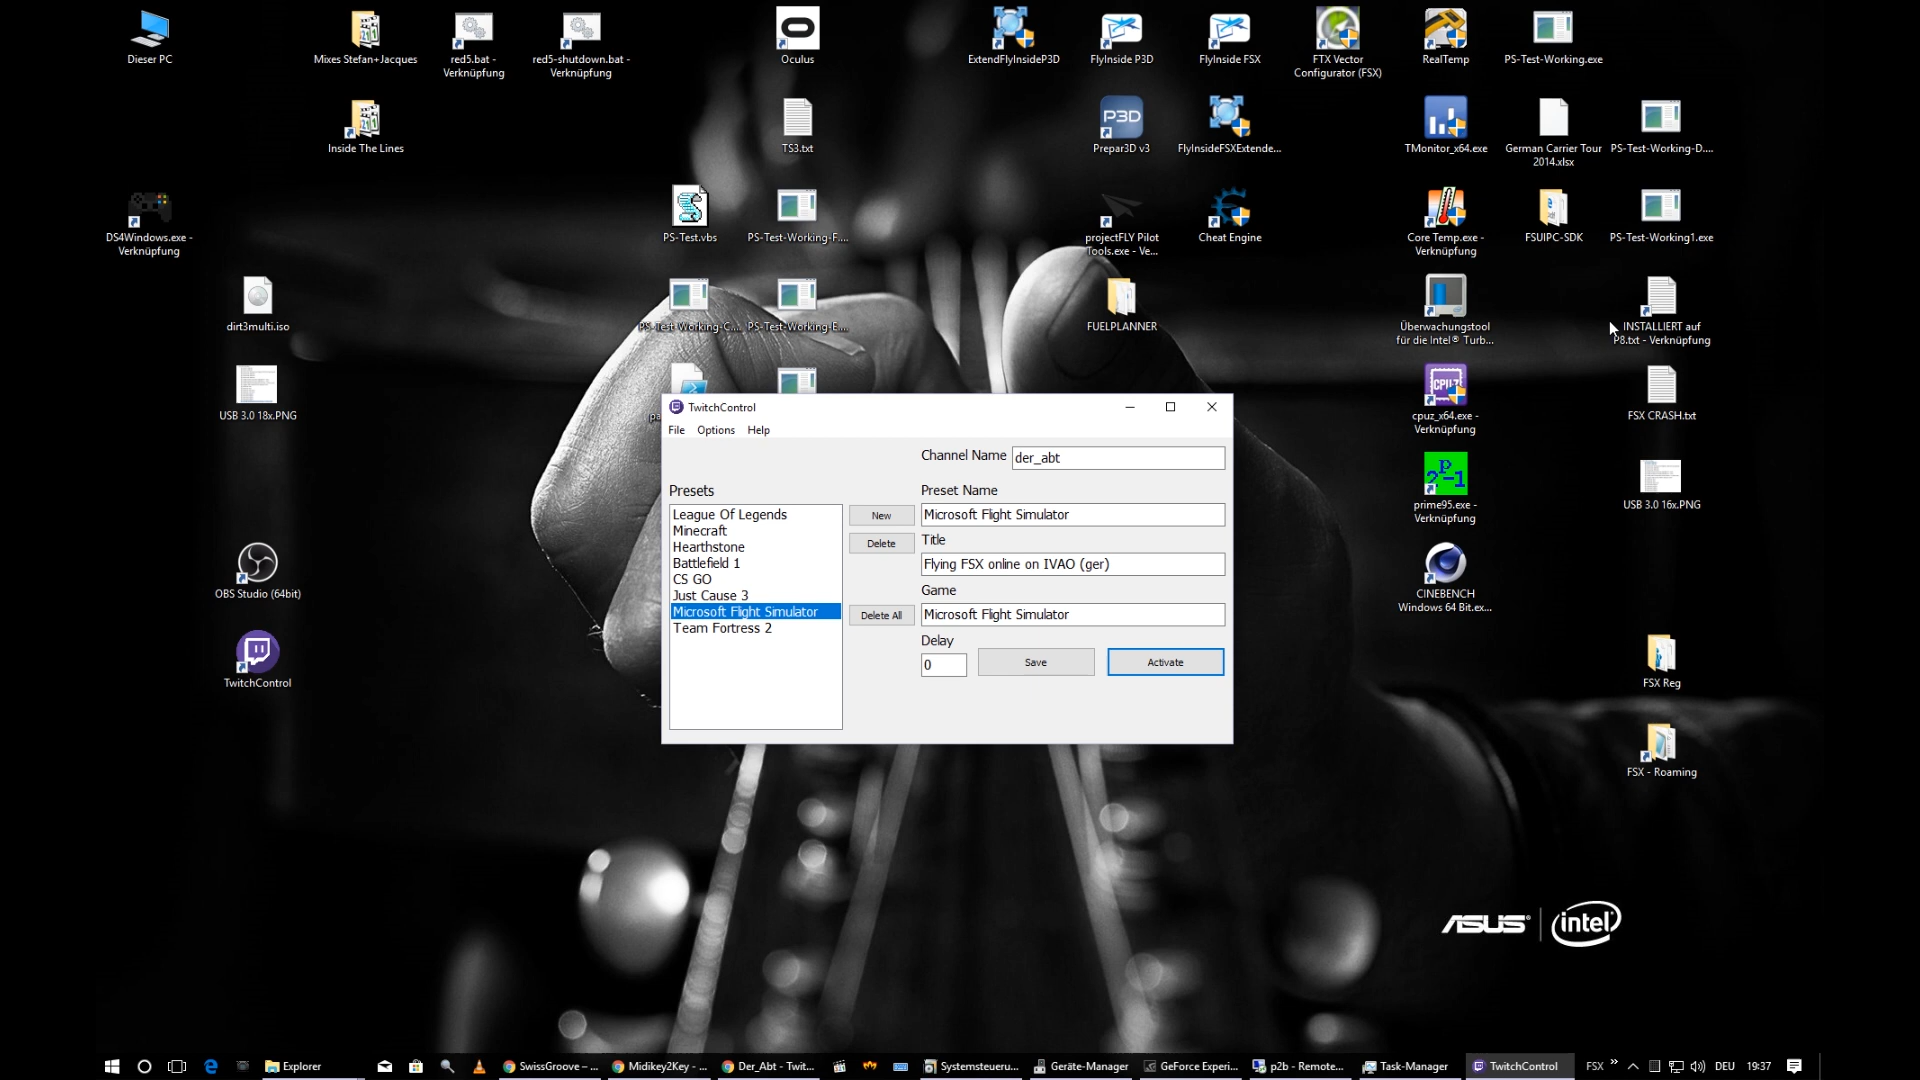 Dieser PC
Mixes Stefan+Jacques
red5.bat -
Verknüpfung
red5-shutdown.bat -
Verknüpfung
Oculus
ExtendFlyInsideP3D
FlyInside P3D
FlyInside FSX
FTX Vector
Configurator (FSX)
RealTemp
PS-Test-Working.exe
Inside The Lines
TS3.txt
P3D
Prepar3D v3
FlyInsideFSXExtende...
TMonitor_x64.exe
German Carrier Tour
2014.xlsx
PS-Test-Working-D....
DS4Windows.exe -
Verknüpfung
PS-Test.vbs
PS-Test-Working-F....
projectFLY Pilot
Tools.exe - Ve...
Cheat Engine
Core Temp.exe -
Verknüpfung
FSUIPC-SDK
PS-Test-Working1.exe
dirt3multi.iso
PS-Test-Working-C....
PS-Test-Working-E....
FUELPLANNER
Überwachungstool
für die Intel® Turb...
INSTALLIERT auf
P8.txt - Verknüpfung
USB 3.0 18x.PNG
CPU-Z
cpuz_x64.exe -
Verknüpfung
FSX CRASH.txt
TwitchControl
File Options Help
Channel Name der_abt
Presets
Preset Name
League Of Legends
Minecraft
Hearthstone
Battlefield 1
CS GO
Just Cause 3
Microsoft Flight Simulator
Team Fortress 2
New
Delete
Delete All
Microsoft Flight Simulator
Title
Flying FSX online on IVAO (ger)
Game
Microsoft Flight Simulator
Delay
0
Save
Activate
prime95.exe -
Verknüpfung
USB 3.0 16x.PNG
OBS Studio (64bit)
CINEBENCH
Windows 64 Bit.ex...
TwitchControl
FSX Reg
FSX - Roaming
ASUS intel
Explorer
SwissGroove – ...
Midikey2Key - ...
Der_Abt - Twit...
Systemsteueru...
Geräte-Manager
GeForce Experi...
p2b - Remote...
Task-Manager
TwitchControl
FSX
DEU
19:37